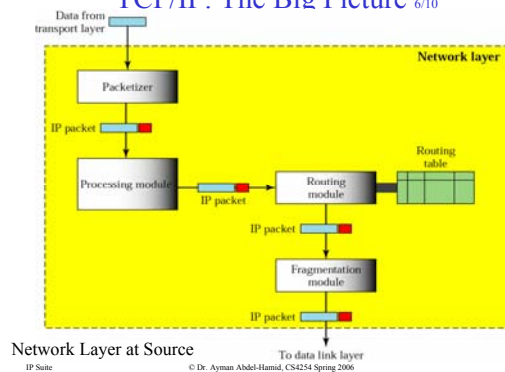 TCP/IP: The Big Picture 6/10
Data from
transport layer
Network layer
Packetizer
IP packet
Routing
table
Processing module
IP packet
Routing
module
IP packet
Fragmentation
module
IP packet
Network Layer at Source
To data link layer
IP Suite
© Dr. Ayman Abdel-Hamid, CS4254 Spring 2006